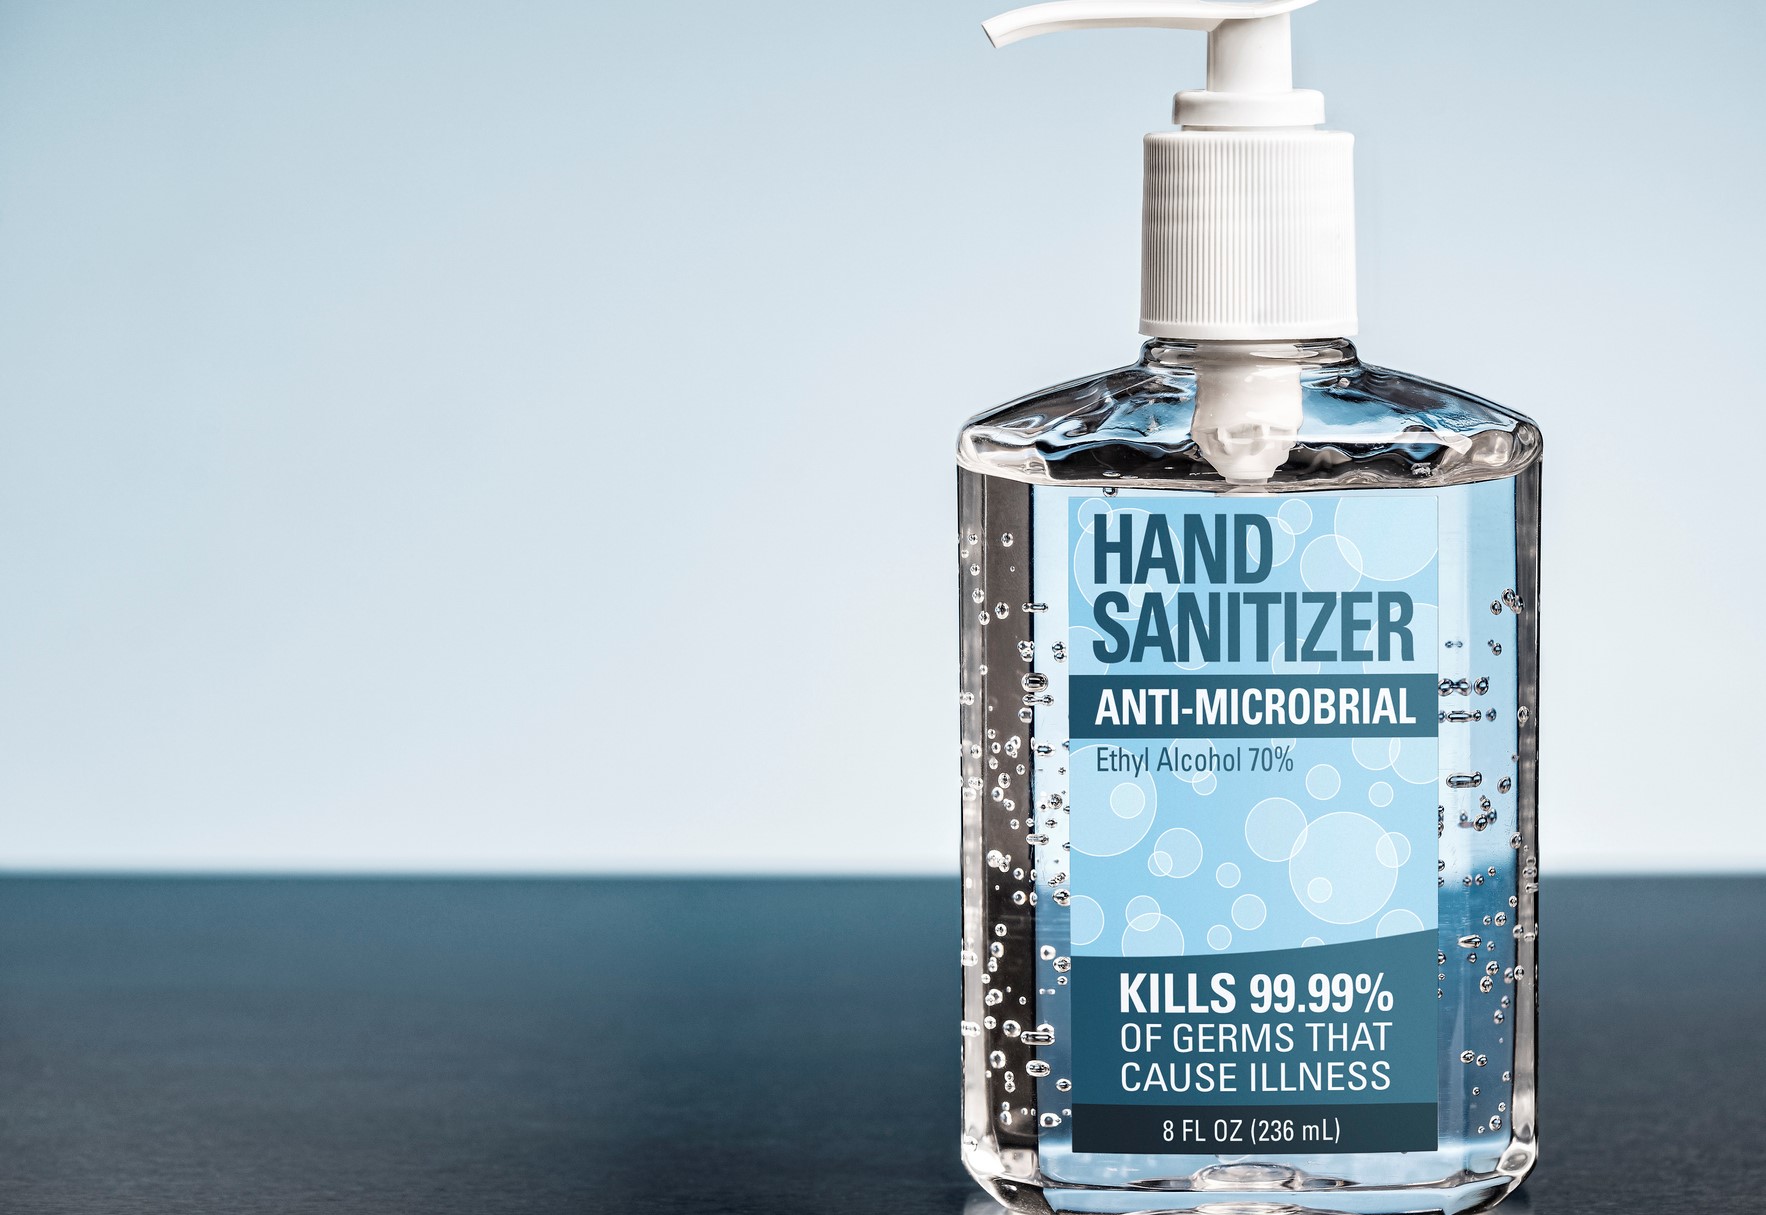 HAND
SANITIZER
ANTI-MICROBRIAL
Ethyl Alcohol 70%
KILLS 99.99%
OF GERMS THAT
CAUSE ILLNESS
8 FL OZ (236 mL)